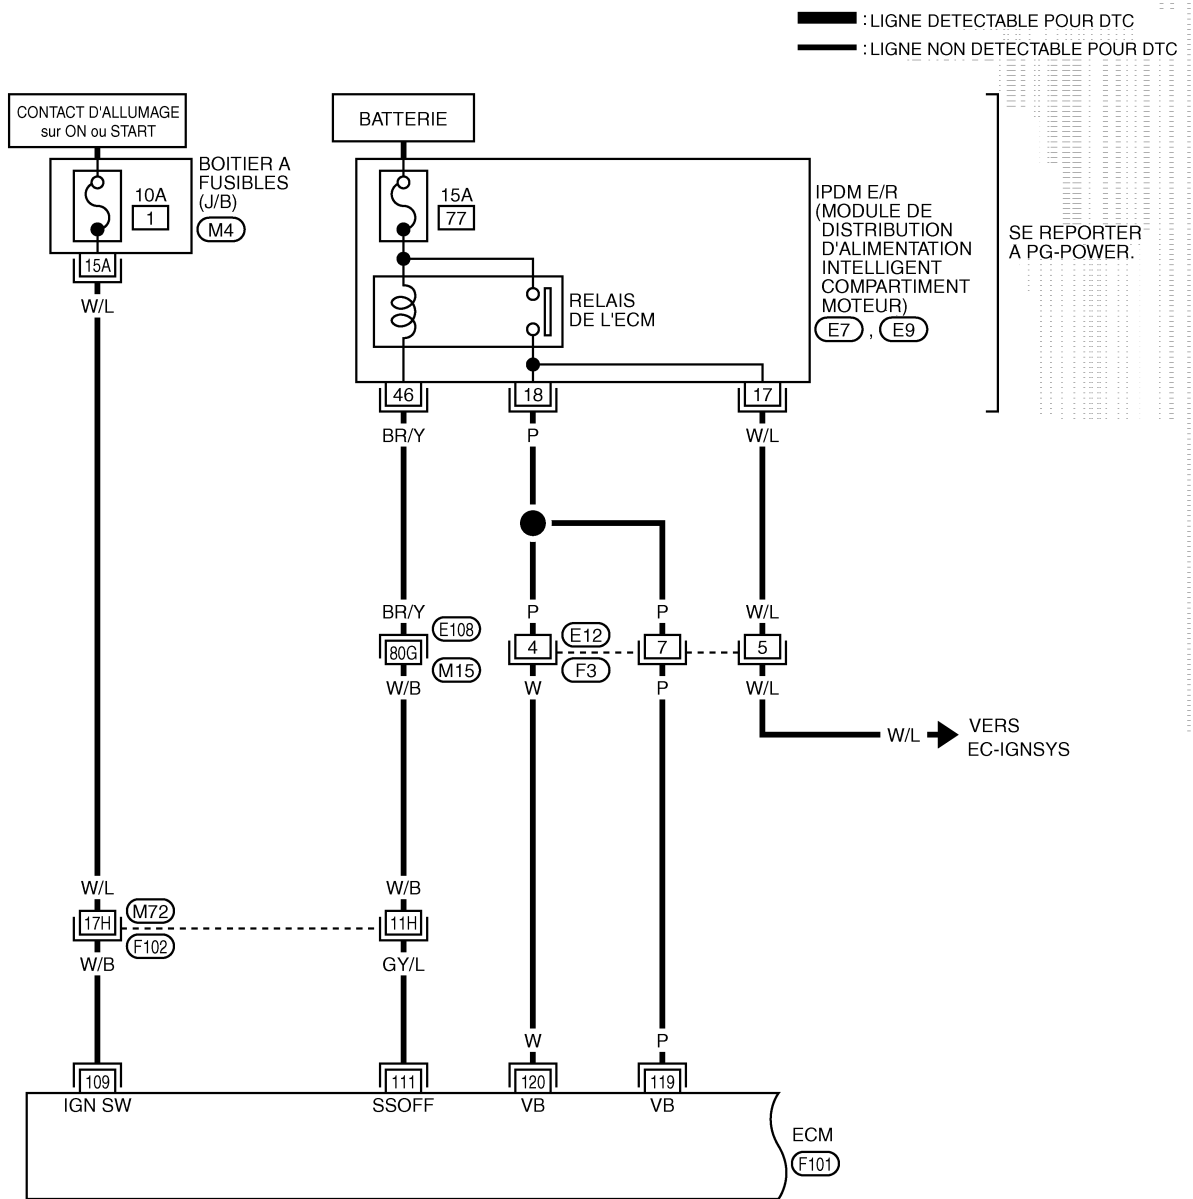 : LIGNE DETECTABLE POUR DTC
: LIGNE NON DETECTABLE POUR DTC
CONTACT D'ALLUMAGE
sur ON ou START
BATTERIE
BOITIER A
FUSIBLES
(J/B)
M4
10A
1
15A
W/L
15A
77
RELAIS
DE L'ECM
IPDM E/R
(MODULE DE
DISTRIBUTION
D'ALIMENTATION
INTELLIGENT
COMPARTIMENT
MOTEUR)
E7 , E9
SE REPORTER
A PG-POWER.
46 18 17
BR/Y P W/L
BR/Y P P W/L
E108 E12
80G 4 7 5
M15 F3
W/B W P W/L
W/L
VERS
EC-IGNSYS
W/L W/B
M72
17H 11H
F102
W/B GY/L
W P
109 111 120 119
IGN SW SSOFF VB VB
ECM
F101